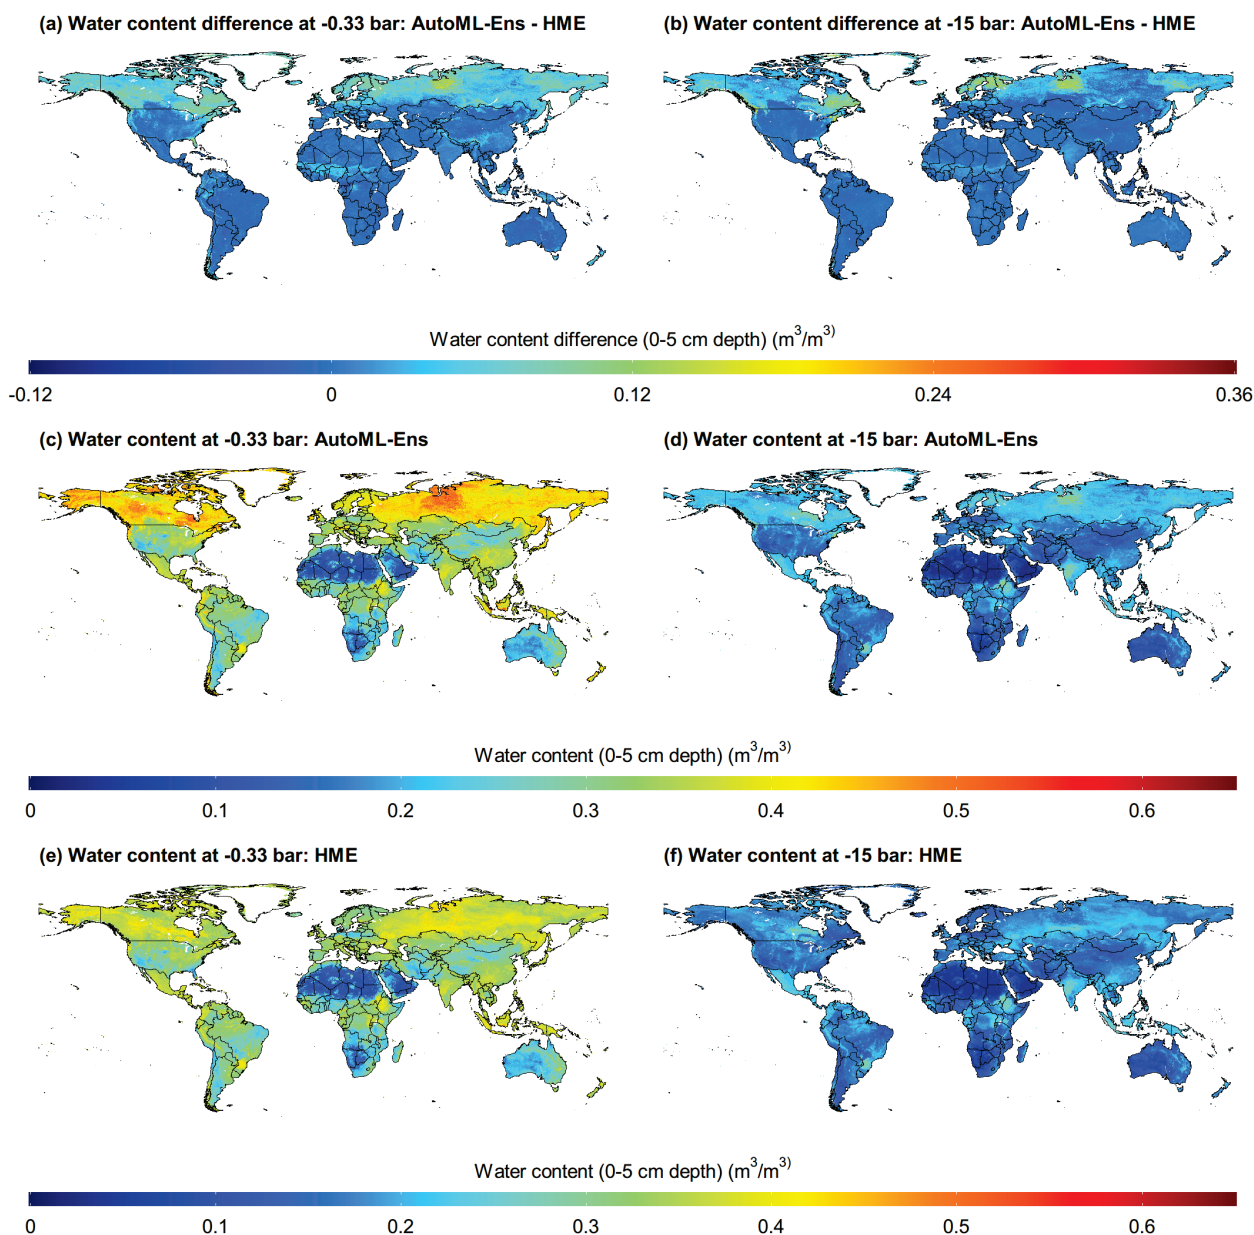 (a) Water content difference at -0.33 bar: AutoML-Ens - HME
(b) Water content difference at -15 bar: AutoML-Ens - HME
Water content difference (0-5 cm depth) (m³/m³)
-0.12 0 0.12 0.24 0.36
(c) Water content at -0.33 bar: AutoML-Ens
(d) Water content at -15 bar: AutoML-Ens
Water content (0-5 cm depth) (m³/m³)
0 0.1 0.2 0.3 0.4 0.5 0.6
(e) Water content at -0.33 bar: HME
(f) Water content at -15 bar: HME
Water content (0-5 cm depth) (m³/m³)
0 0.1 0.2 0.3 0.4 0.5 0.6